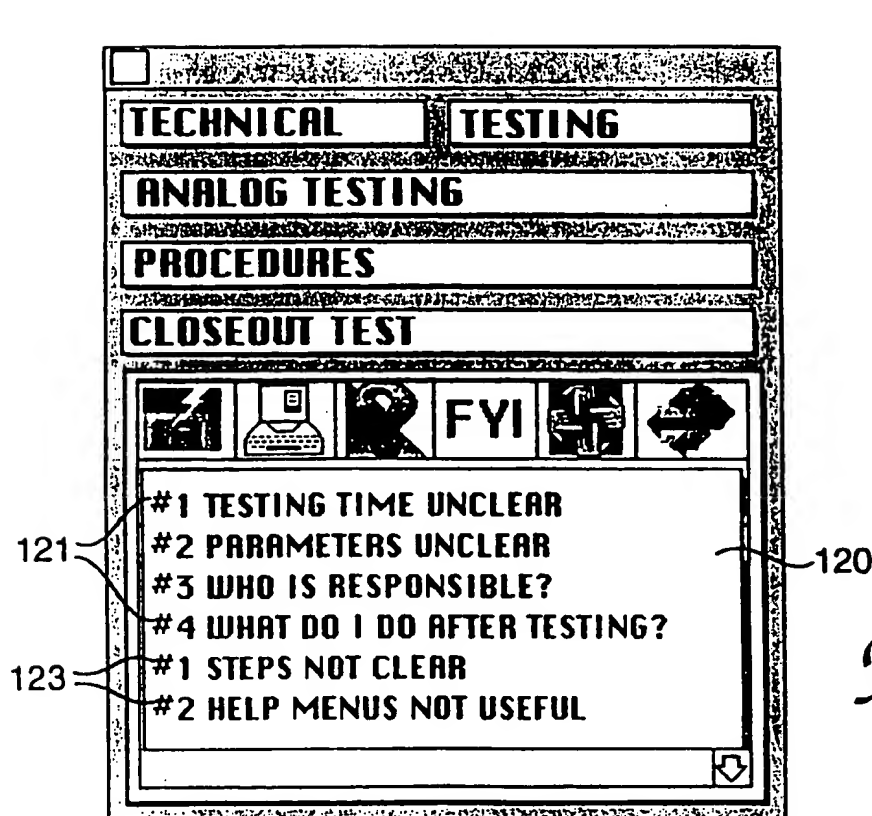 TECHNICAL TESTING
ANALOG TESTING
PROCEDURES
CLOSEOUT TEST
FYI
#1 TESTING TIME UNCLEAR
#2 PARAMETERS UNCLEAR
#3 WHO IS RESPONSIBLE?
#4 WHAT DO I DO AFTER TESTING?
#1 STEPS NOT CLEAR
#2 HELP MENUS NOT USEFUL
121
120
123